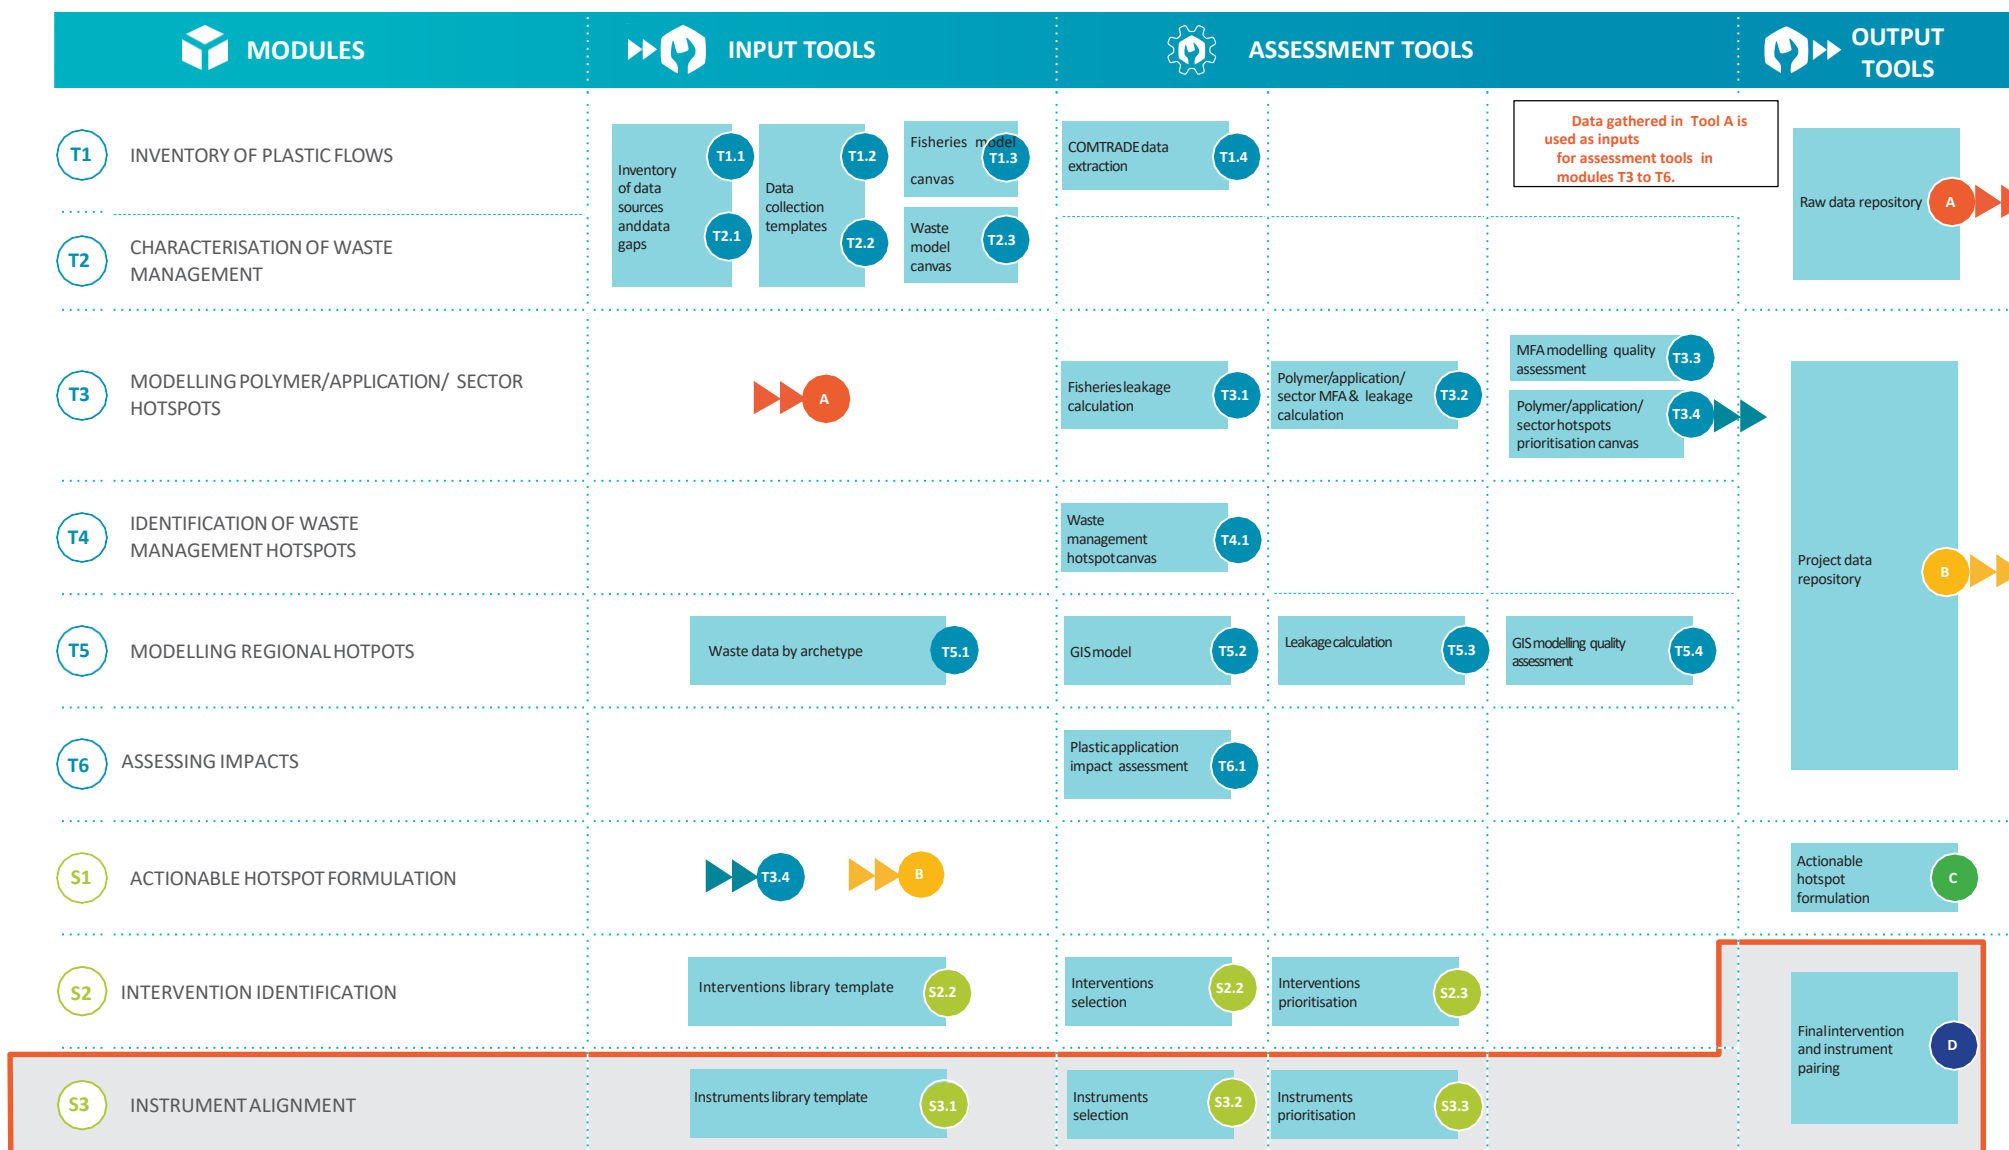 MODULES
INPUT TOOLS
ASSESSMENT TOOLS
OUTPUT
TOOLS
T1
INVENTORY OF PLASTIC FLOWS
T2
CHARACTERISATION OF WASTE
MANAGEMENT
Inventory
of data
sources
anddata
gaps
T1.1
T2.1
Data
collection
templates
T1.2
T2.2
Fisheries model
canvas
T1.3
Waste
model
canvas
T2.3
COMTRADE data
extraction
T1.4
Data gathered in Tool A is
used as inputs
for assessment tools in
modules T3 to T6.
Raw data repository
A
T3
MODELLING POLYMER/APPLICATION/ SECTOR
HOTSPOTS
A
Fisheries leakage
calculation
T3.1
Polymer/application/
sector MFA & leakage
calculation
T3.2
MFA modelling quality
assessment
T3.3
Polymer/application/
sector hotspots
prioritisation canvas
T3.4
T4
IDENTIFICATION OF WASTE
MANAGEMENT HOTSPOTS
Waste
management
hotspot canvas
T4.1
Project data
repository
B
T5
MODELLING REGIONAL HOTPOTS
Waste data by archetype
T5.1
GIS model
T5.2
Leakage calculation
T5.3
GIS modelling quality
assessment
T5.4
T6
ASSESSING IMPACTS
Plastic application
impact assessment
T6.1
S1
ACTIONABLE HOTSPOT FORMULATION
T3.4
B
Actionable
hotspot
formulation
C
S2
INTERVENTION IDENTIFICATION
Interventions library template
S2.2
Interventions
selection
S2.2
Interventions
prioritisation
S2.3
Final intervention
and instrument
pairing
D
S3
INSTRUMENT ALIGNMENT
Instruments library template
S3.1
Instruments
selection
S3.2
Instruments
prioritisation
S3.3